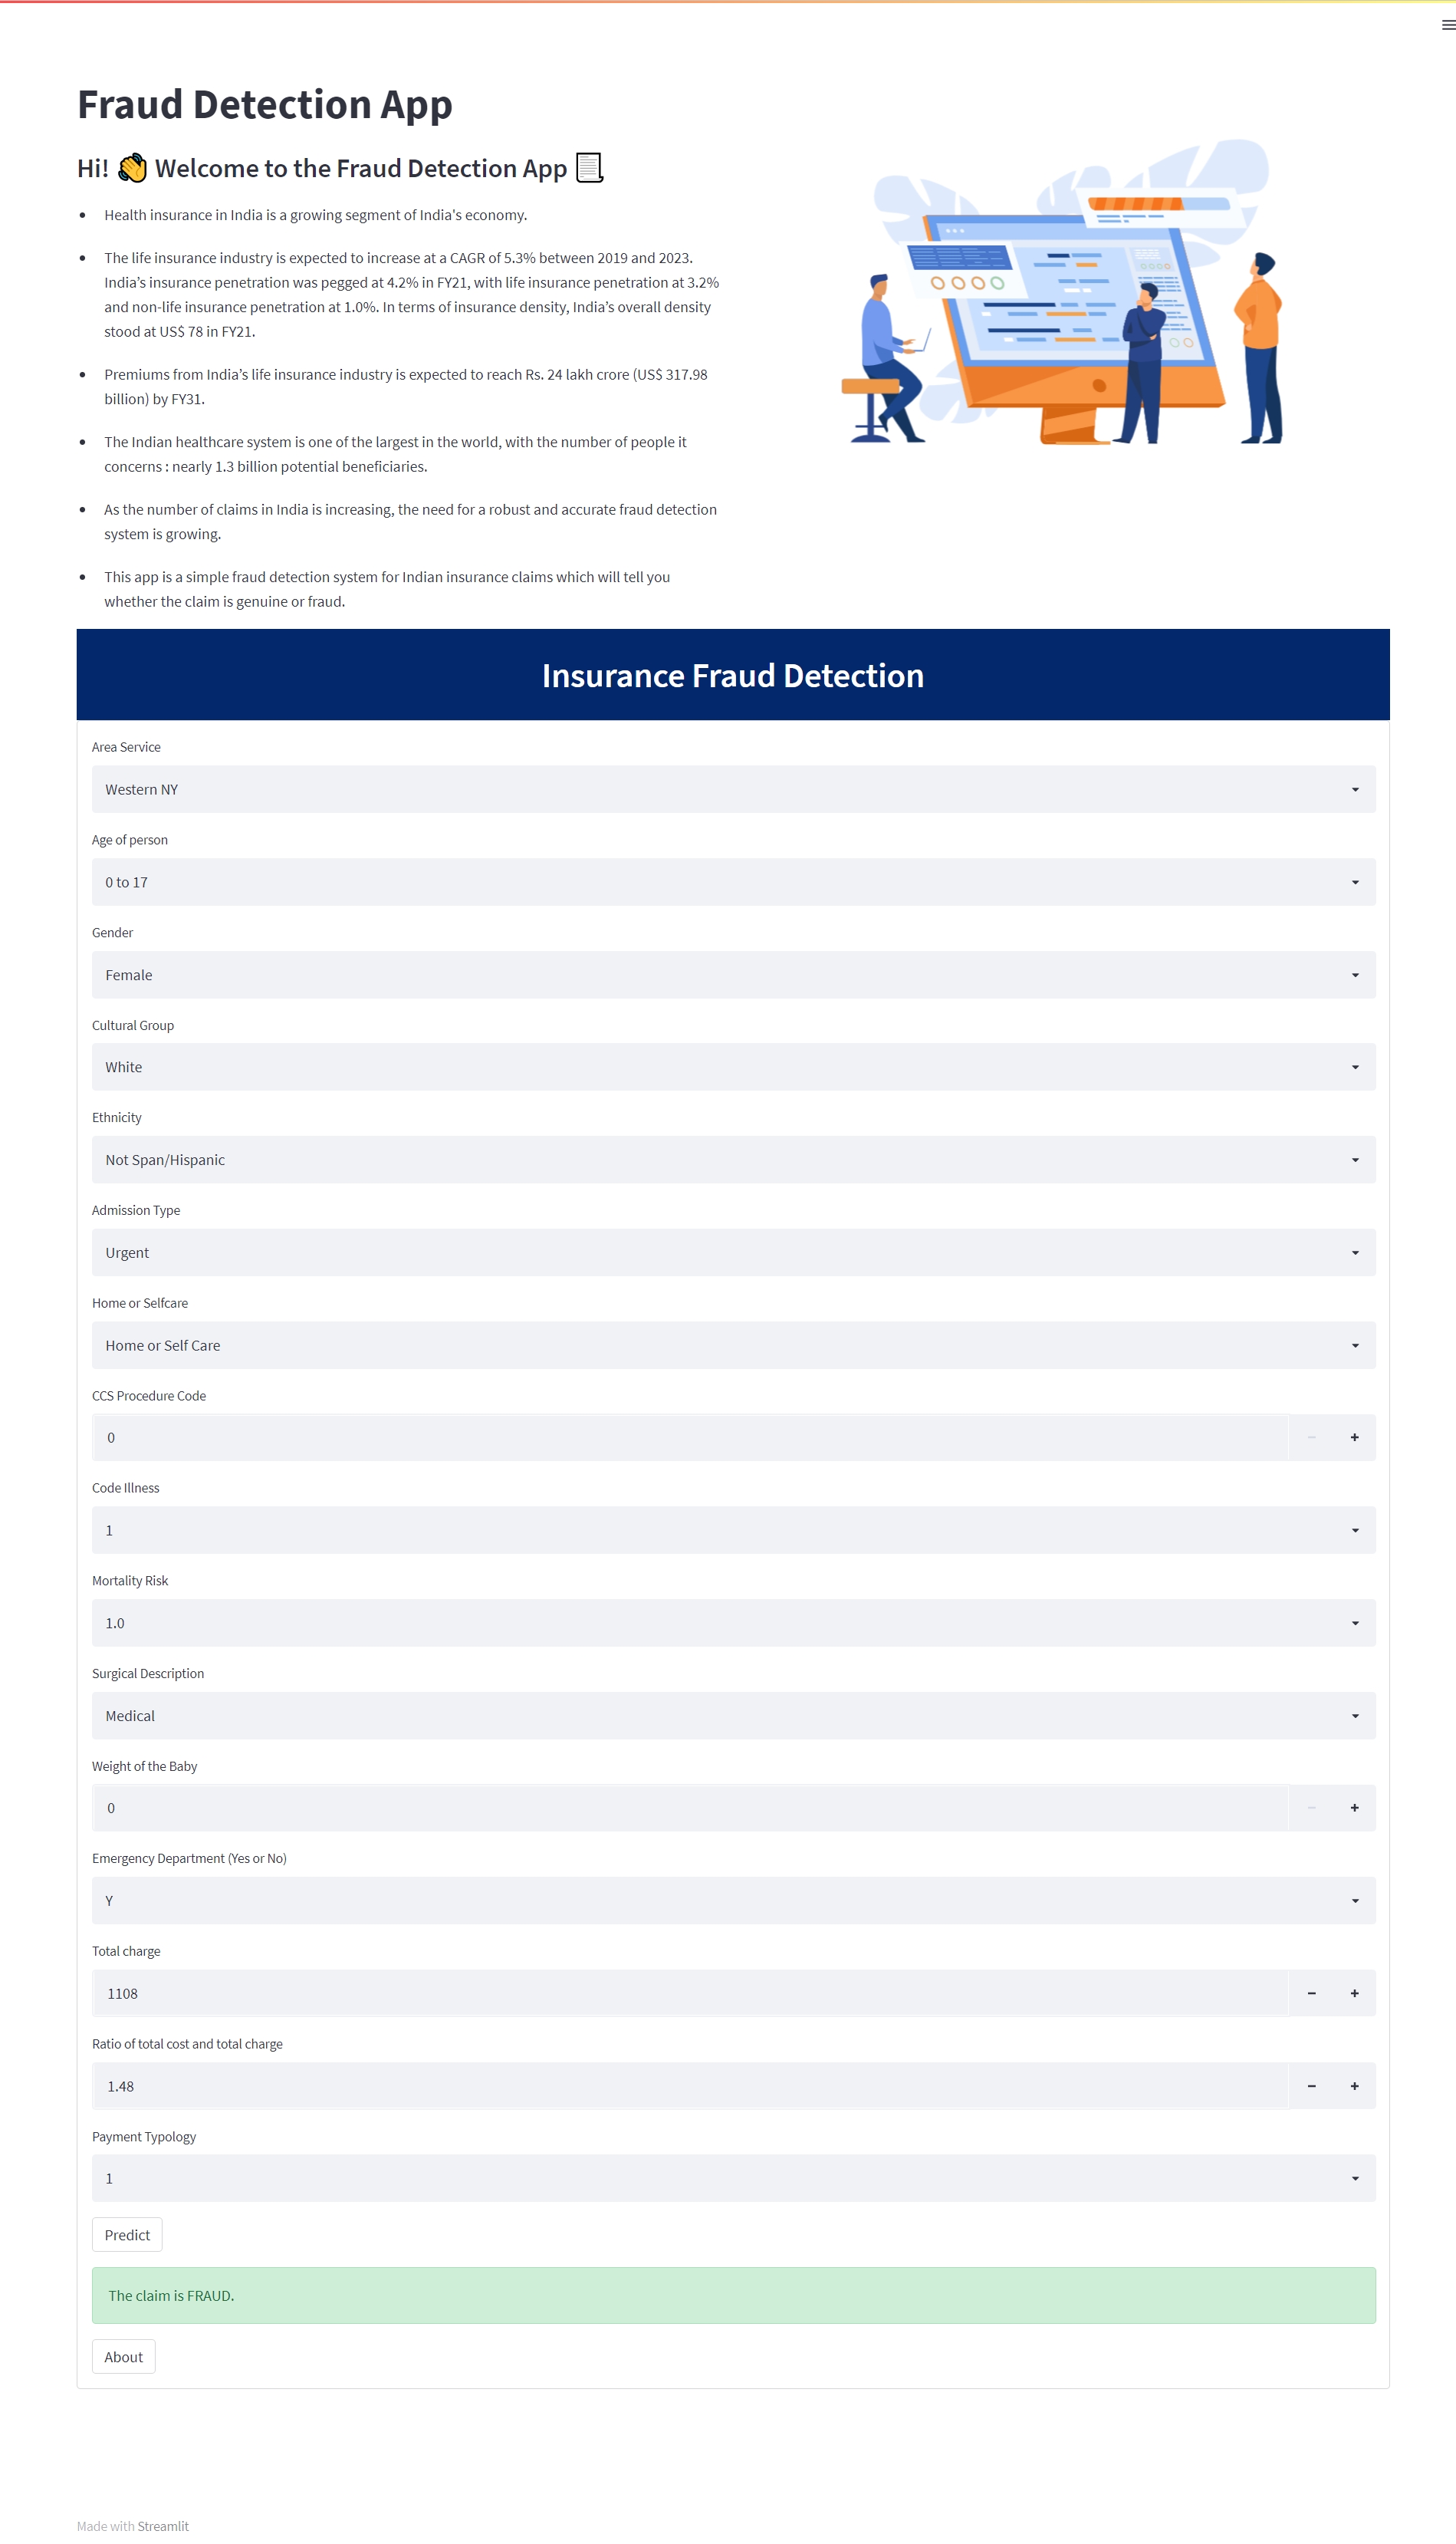 Fraud Detection App
Hi! 👋 Welcome to the Fraud Detection App 📃
Health insurance in India is a growing segment of India's economy.
The life insurance industry is expected to increase at a CAGR of 5.3% between 2019 and 2023.
India’s insurance penetration was pegged at 4.2% in FY21, with life insurance penetration at 3.2%
and non-life insurance penetration at 1.0%. In terms of insurance density, India’s overall density
stood at US$ 78 in FY21.
Premiums from India’s life insurance industry is expected to reach Rs. 24 lakh crore (US$ 317.98
billion) by FY31.
The Indian healthcare system is one of the largest in the world, with the number of people it
concerns : nearly 1.3 billion potential beneficiaries.
As the number of claims in India is increasing, the need for a robust and accurate fraud detection
system is growing.
This app is a simple fraud detection system for Indian insurance claims which will tell you
whether the claim is genuine or fraud.
Insurance Fraud Detection
Area Service
Western NY
Age of person
0 to 17
Gender
Female
Cultural Group
White
Ethnicity
Not Span/Hispanic
Admission Type
Urgent
Home or Selfcare
Home or Self Care
CCS Procedure Code
0
Code Illness
1
Mortality Risk
1.0
Surgical Description
Medical
Weight of the Baby
0
Emergency Department (Yes or No)
Y
Total charge
1108
Ratio of total cost and total charge
1.48
Payment Typology
1
Predict
The claim is FRAUD.
About
Made with Streamlit